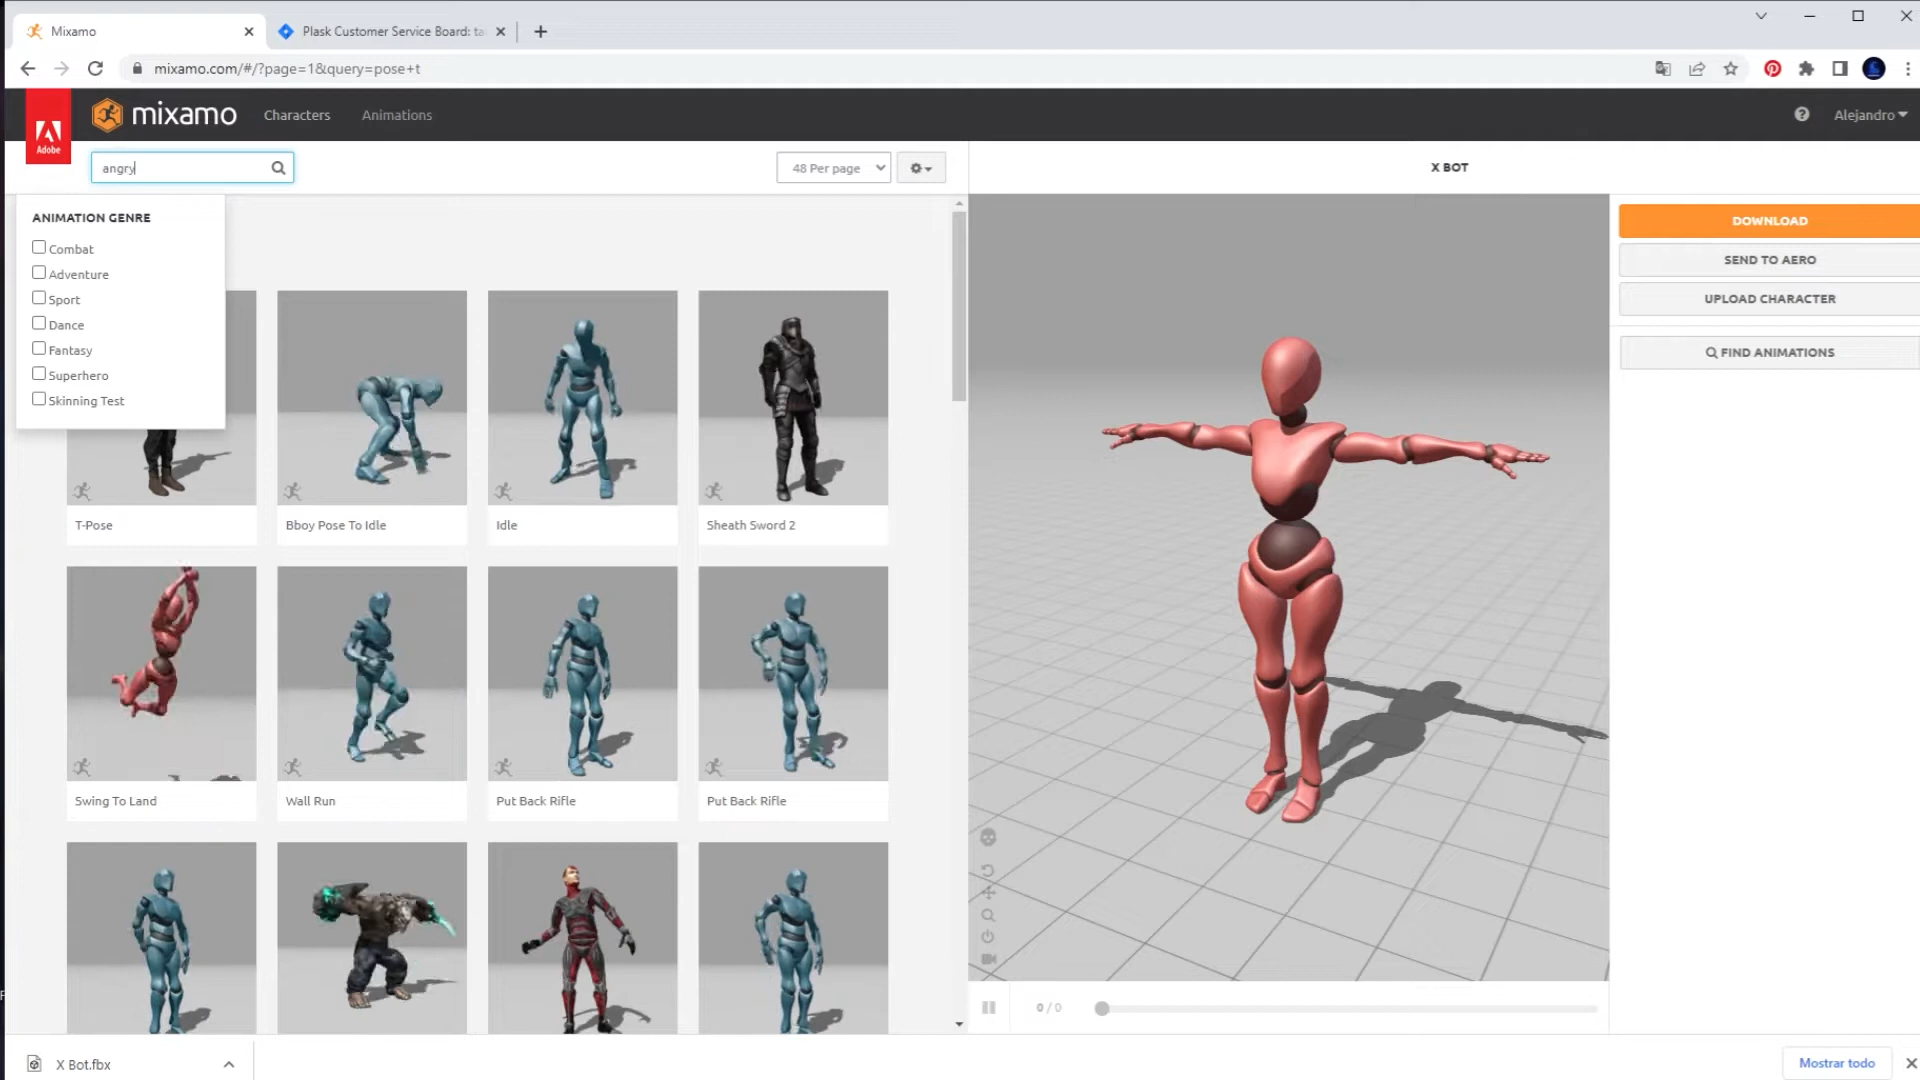 Mixamo
Plask Customer Service Board: ta
mixamo.com/#/?page=1&query=pose+t
Adobe
mixamo
Characters
Animations
Alejandro
angry
48 Per page
X BOT
ANIMATION GENRE
Combat
Adventure
Sport
Dance
Fantasy
Superhero
Skinning Test
DOWNLOAD
SEND TO AERO
UPLOAD CHARACTER
FIND ANIMATIONS
T-Pose
Bboy Pose To Idle
Idle
Sheath Sword 2
Swing To Land
Wall Run
Put Back Rifle
Put Back Rifle
0 / 0
X Bot.fbx
Mostrar todo